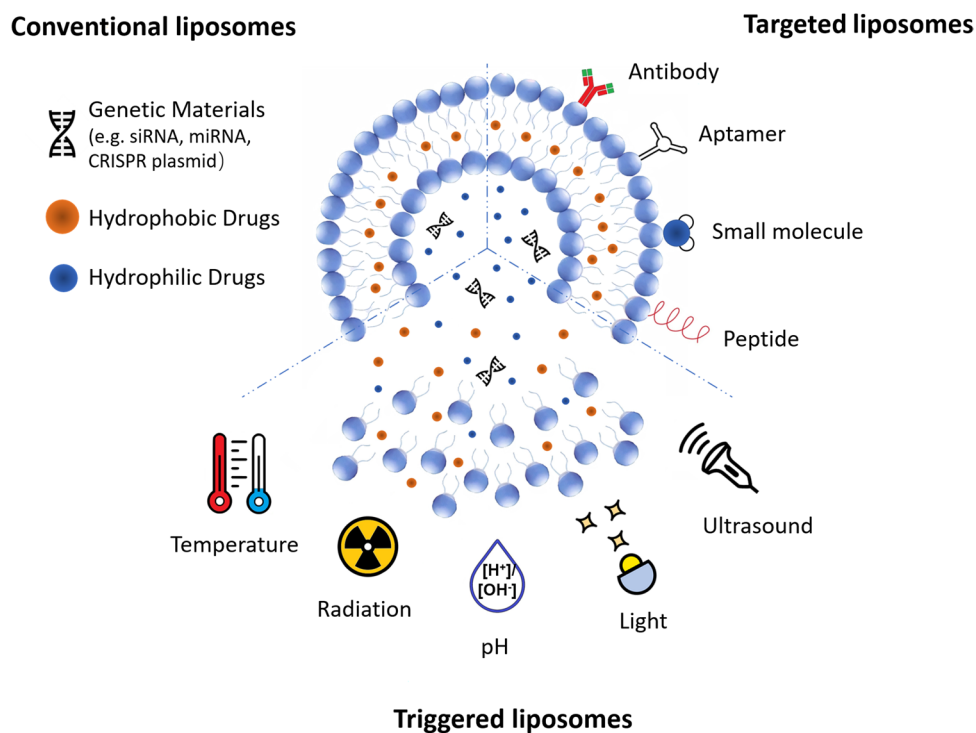 Conventional liposomes
Targeted liposomes
Genetic Materials
(e.g. siRNA, miRNA,
CRISPR plasmid)
Hydrophobic Drugs
Hydrophilic Drugs
Antibody
Aptamer
Small molecule
Peptide
Temperature
Radiation
[H⁺]/
[OH⁻]
pH
Light
Ultrasound
Triggered liposomes